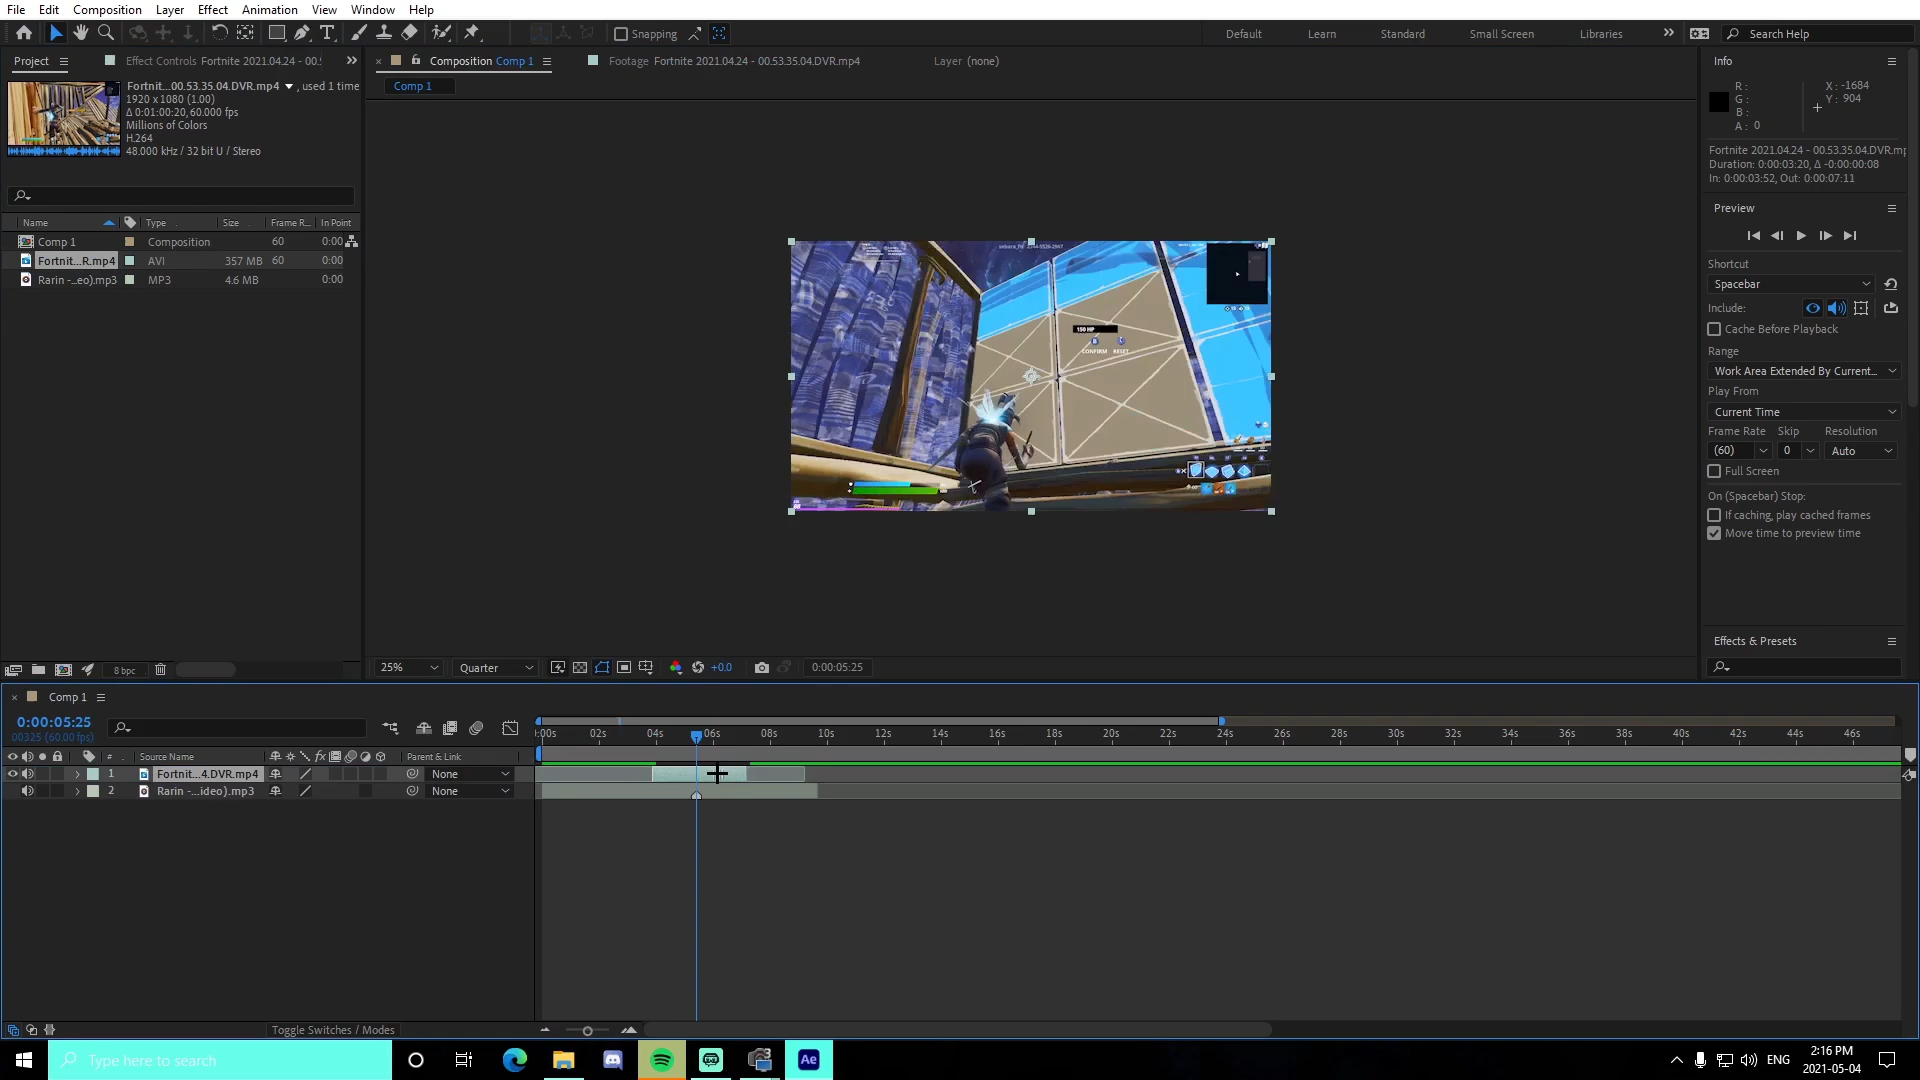 File Edit Composition Layer Effect Animation View Window Help
Snapping
Default Learn Standard Small Screen Libraries
Search Help
Project
Effect Controls Fortnite 2021.04.24 - 00.5
Composition Comp 1
Footage Fortnite 2021.04.24 - 00.53.35.04.DVR.mp4
Layer (none)
Comp 1
Fortnit...00.53.35.04.DVR.mp4 , used 1 time
1920 x 1080 (1.00)
Δ 0:01:00:20, 60.000 fps
Millions of Colors
H.264
48.000 kHz / 32 bit U / Stereo
Name Type Size Frame R... In Point
Comp 1 Composition 60 0:00
Fortnit...R.mp4 AVI 357 MB 60 0:00
Rarin -...eo).mp3 MP3 4.6 MB 0:00
8 bpc
150 HP
CONFIRM RESET
25% Quarter +0.0 0:00:05:25
Info
R :
G :
B :
A : 0
X : -1684
Y : 904
Fortnite 2021.04.24 - 00.53.35.04.DVR.mp
Duration: 0:00:03:20, Δ -0:00:00:08
In: 0:00:03:52, Out: 0:00:07:11
Preview
Shortcut
Spacebar
Include:
Cache Before Playback
Range
Work Area Extended By Current...
Play From
Current Time
Frame Rate Skip Resolution
(60) 0 Auto
Full Screen
On (Spacebar) Stop:
If caching, play cached frames
Move time to preview time
Effects & Presets
Comp 1
0:00:05:25
00325 (60.00 fps)
:00s 02s 04s 06s 08s 10s 12s 14s 16s 18s 20s 22s 24s 26s 28s 30s 32s 34s 36s 38s 40s 42s 44s 46s
# Source Name fx Parent & Link
1 Fortnit...4.DVR.mp4 None
2 Rarin -...ideo).mp3 None
Toggle Switches / Modes
Type here to search
Ae
ENG
2:16 PM
2021-05-04